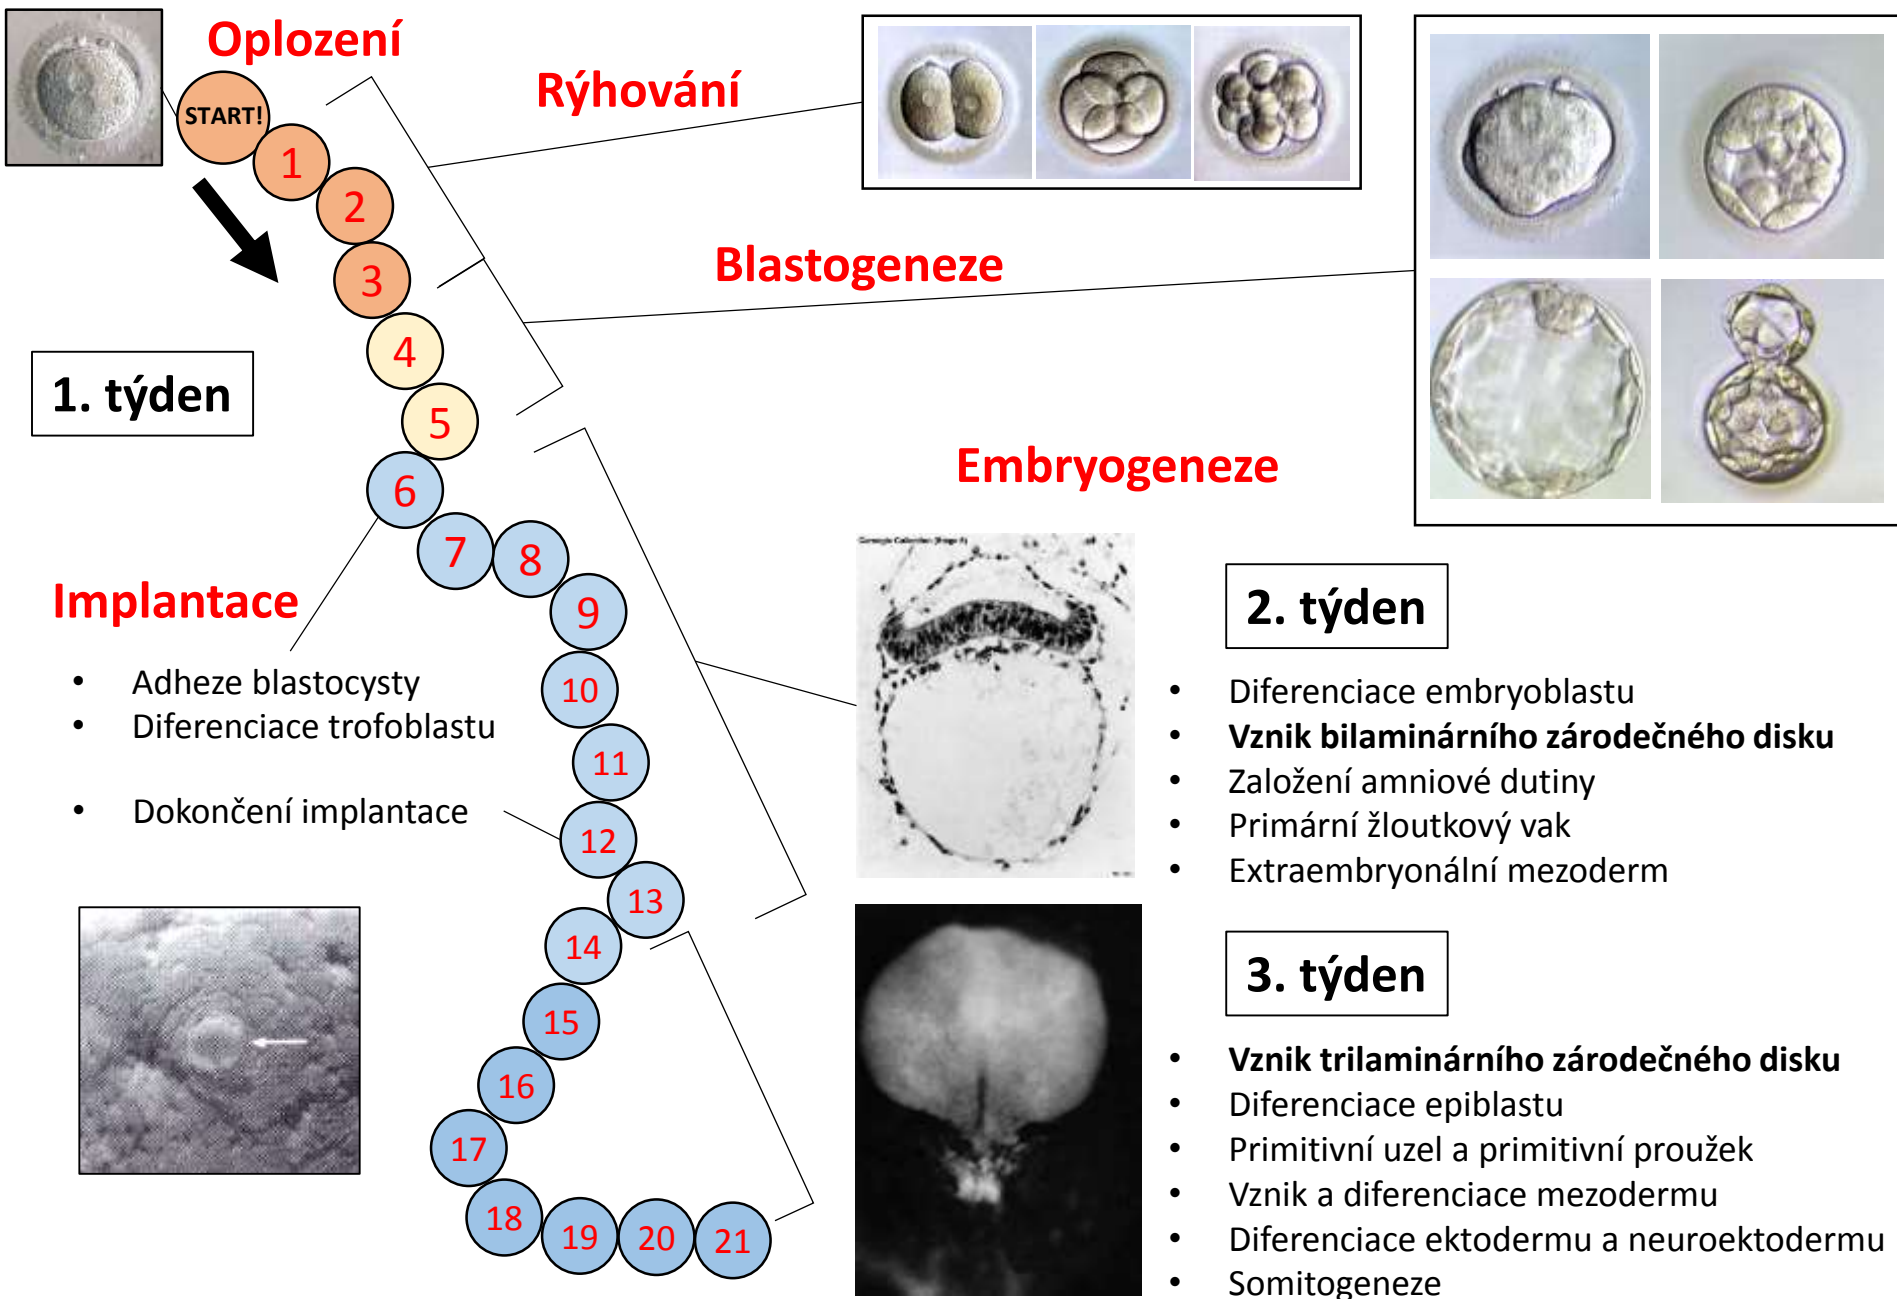 Oplození
START!
1
2
3
4
5
6
7
8
9
10
11
12
13
14
15
16
17
18
19
20
21
Rýhování
Blastogeneze
1. týden
Embryogeneze
Implantace
• Adheze blastocysty
• Diferenciace trofoblastu
• Dokončení implantace
2. týden
• Diferenciace embryoblastu
• Vznik bilaminárního zárodečného disku
• Založení amniové dutiny
• Primární žloutkový vak
• Extraembryonální mezoderm
3. týden
• Vznik trilaminárního zárodečného disku
• Diferenciace epiblastu
• Primitivní uzel a primitivní proužek
• Vznik a diferenciace mezodermu
• Diferenciace ektodermu a neuroektodermu
• Somitogeneze